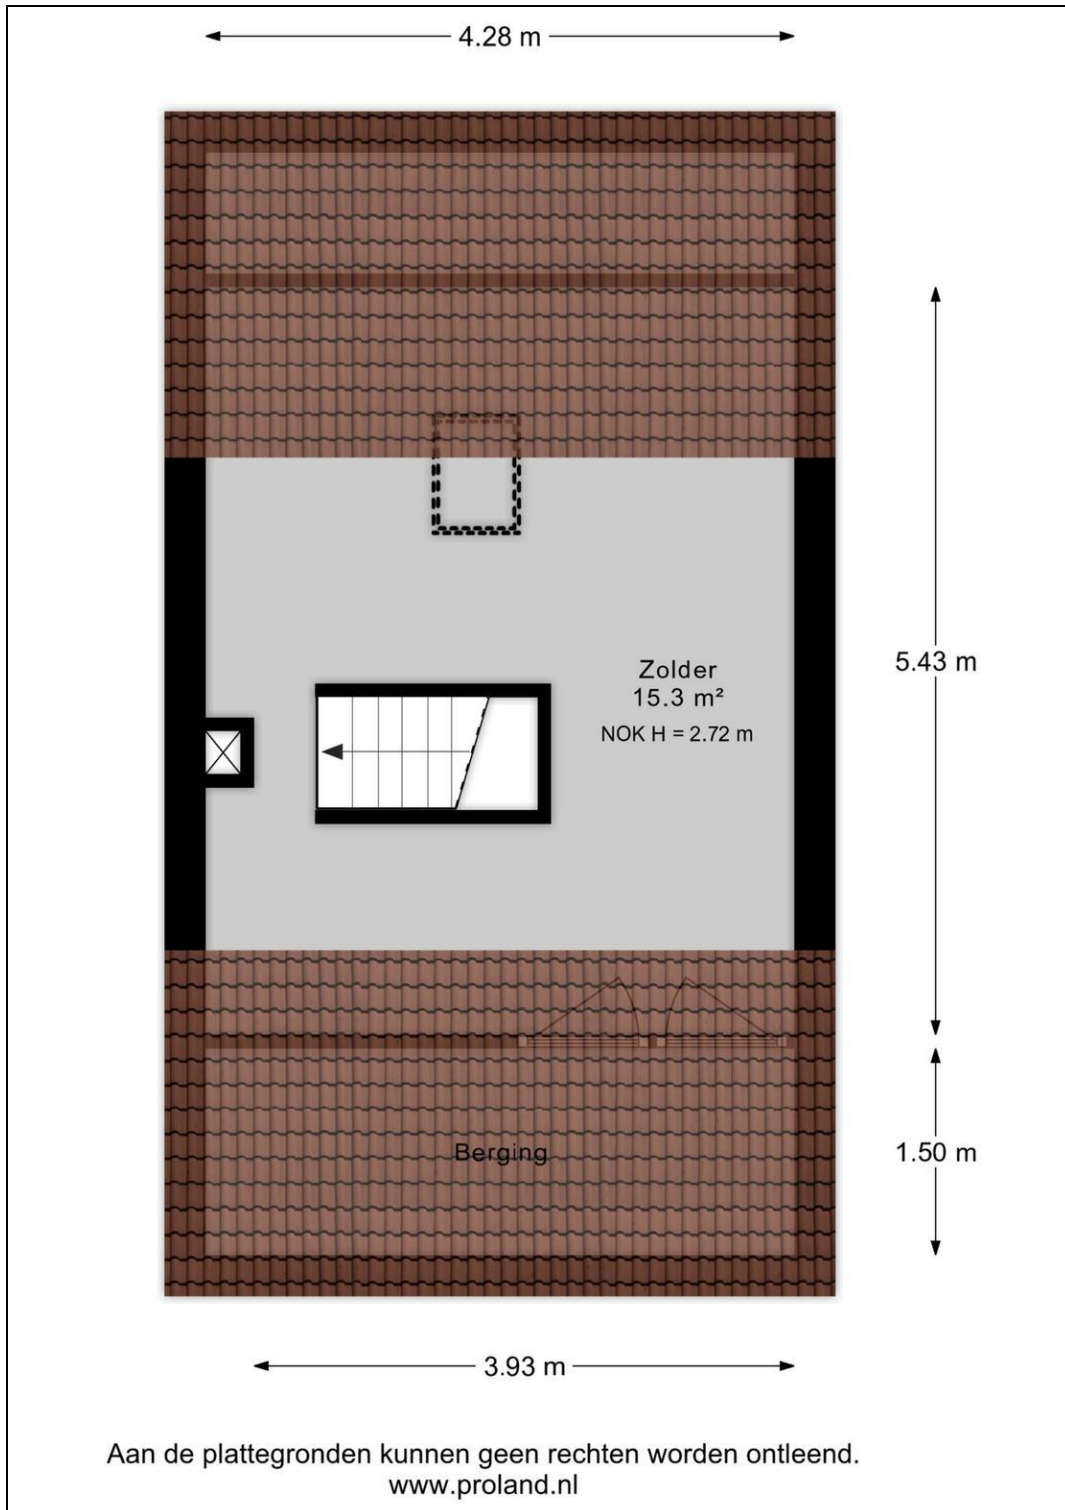 4.28 m
5.43 m
Zolder
15.3 m²
NOK H = 2.72 m
Berging
1.50 m
3.93 m
Aan de plattegronden kunnen geen rechten worden ontleend.
www.proland.nl